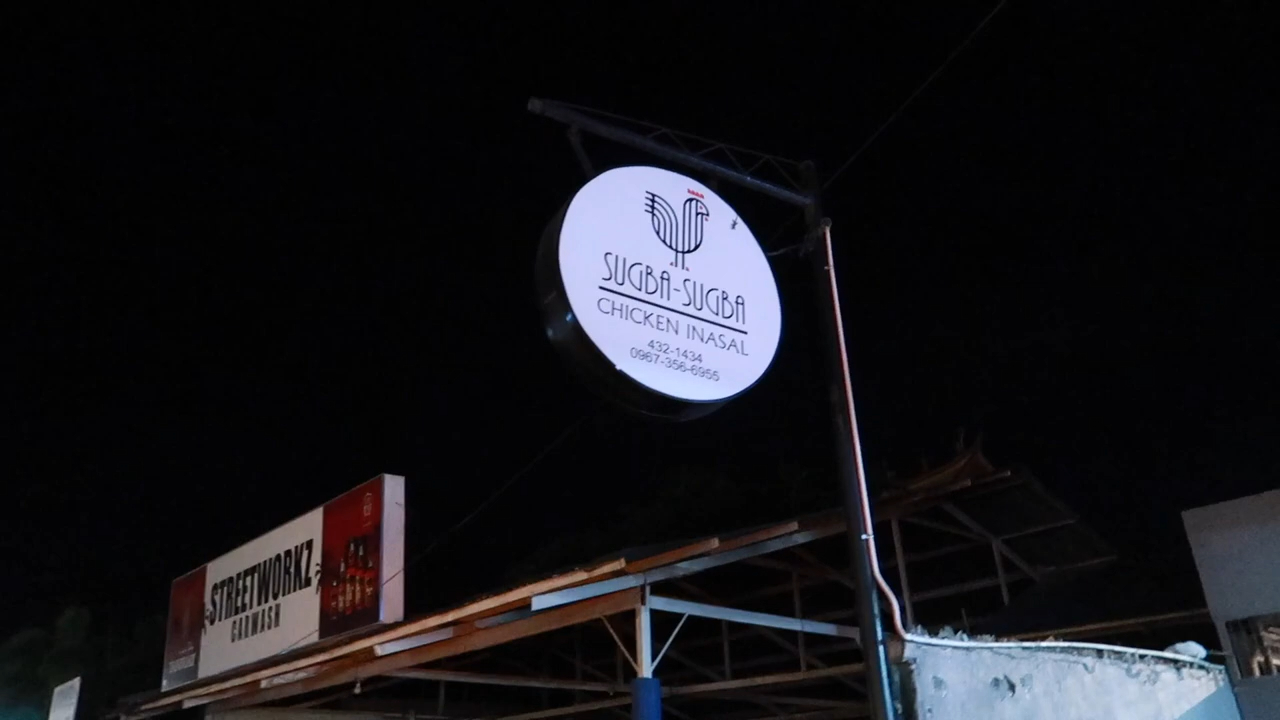 SUGBA-SUGBA
CHICKEN INASAL
432-1434
0967-356-6955
STREETWORKZ
CARWASH